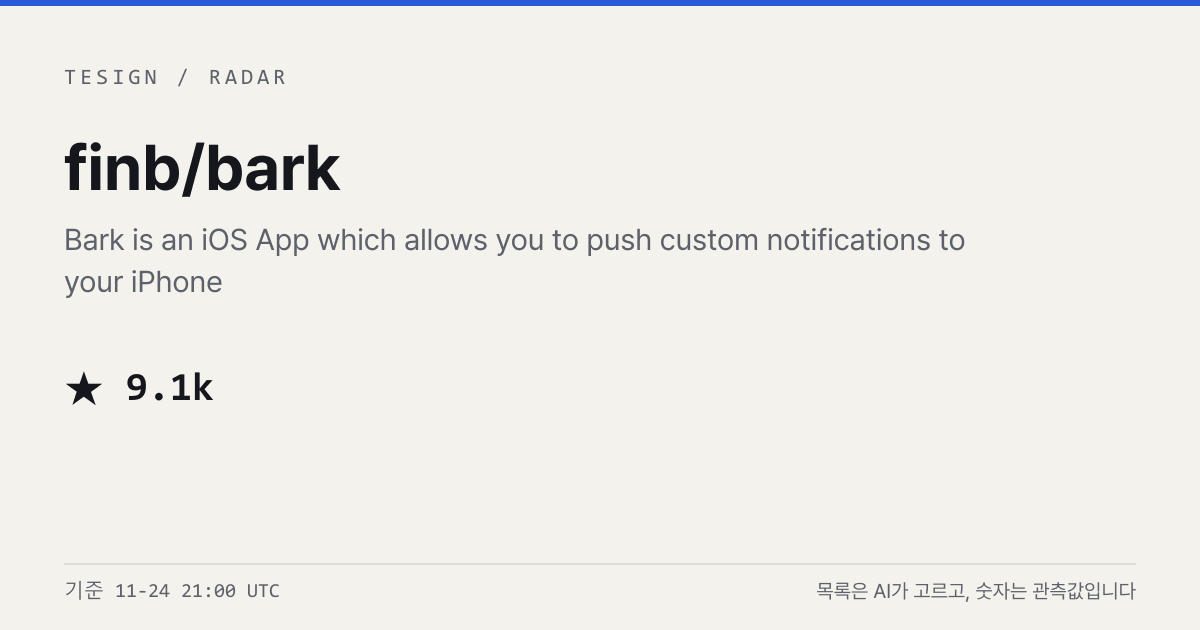 TESIGN / RADAR
finb/bark
Bark is an iOS App which allows you to push custom notifications to
your iPhone
★ 9.1k
기준 11-24 21:00 UTC
목록은 AI가 고르고, 숫자는 관측값입니다